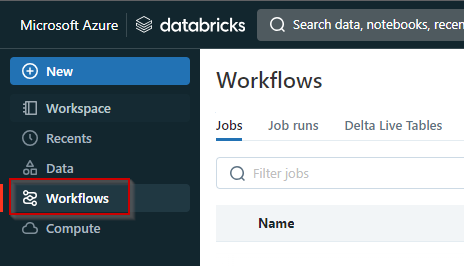 Microsoft Azure databricks Search data, notebooks, recen
New
Workspace
Recents
Data
Workflows
Compute
Workflows
Jobs Job runs Delta Live Tables
Filter jobs
Name